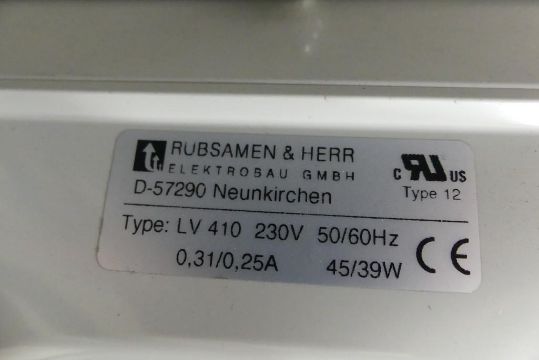 RUBSAMEN & HERR
ELEKTROBAU GMBH
D-57290 Neunkirchen
C RU US
Type 12
Type: LV 410 230V 50/60Hz
0,31/0,25A 45/39W
CE